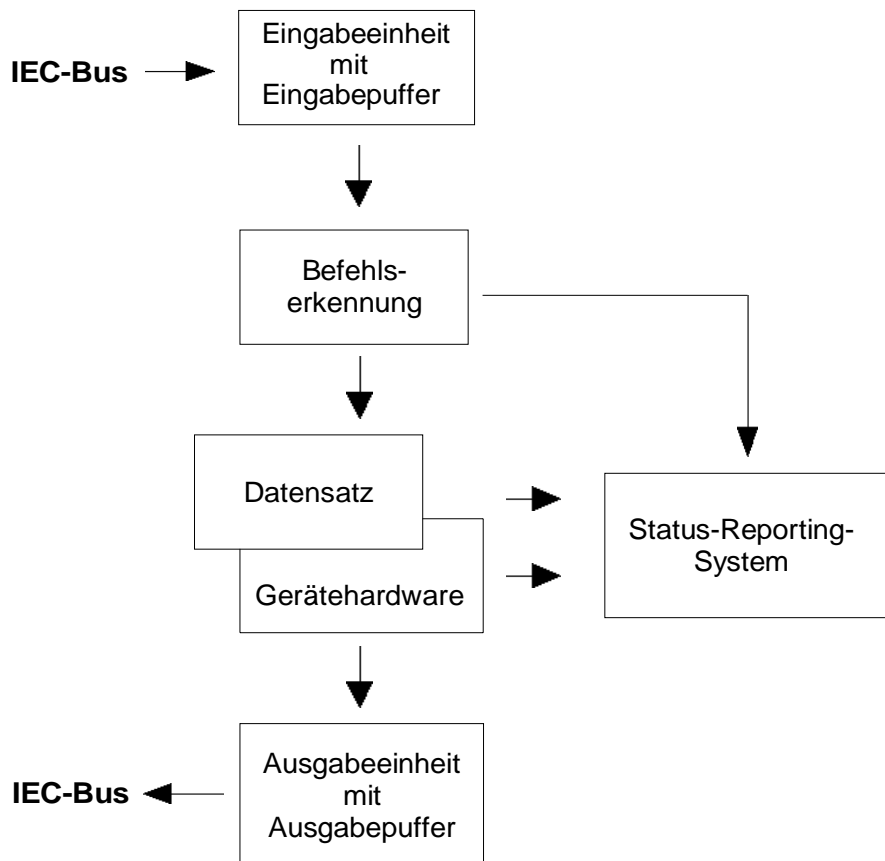 Eingabeeinheit
mit
Eingabepuffer
IEC-Bus
Befehls-
erkennung
Datensatz
Gerätehardware
Status-Reporting-
System
Ausgabeeinheit
mit
Ausgabepuffer
IEC-Bus